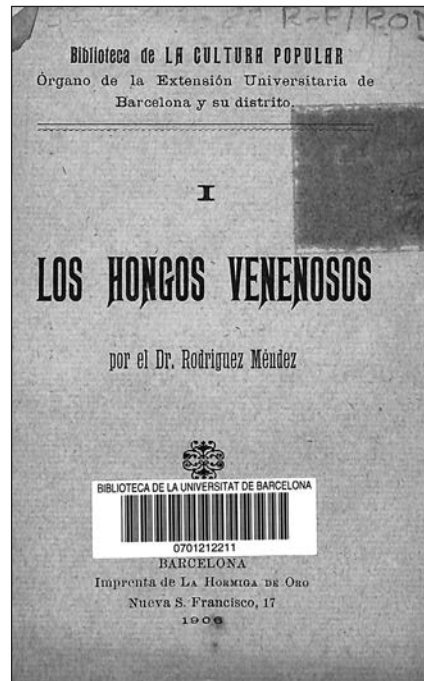 R-F/ROD
Biblioteca de LA CULTURA POPULAR
Órgano de la Extensión Universitaria de
Barcelona y su distrito.
I
LOS HONGOS VENENOSOS
por el Dr. Rodriguez Méndez
BIBLIOTECA DE LA UNIVERSITAT DE BARCELONA
0701212211
BARCELONA
Imprenta de LA HORMIGA DE ORO
Nueva S. Francisco, 17
1906